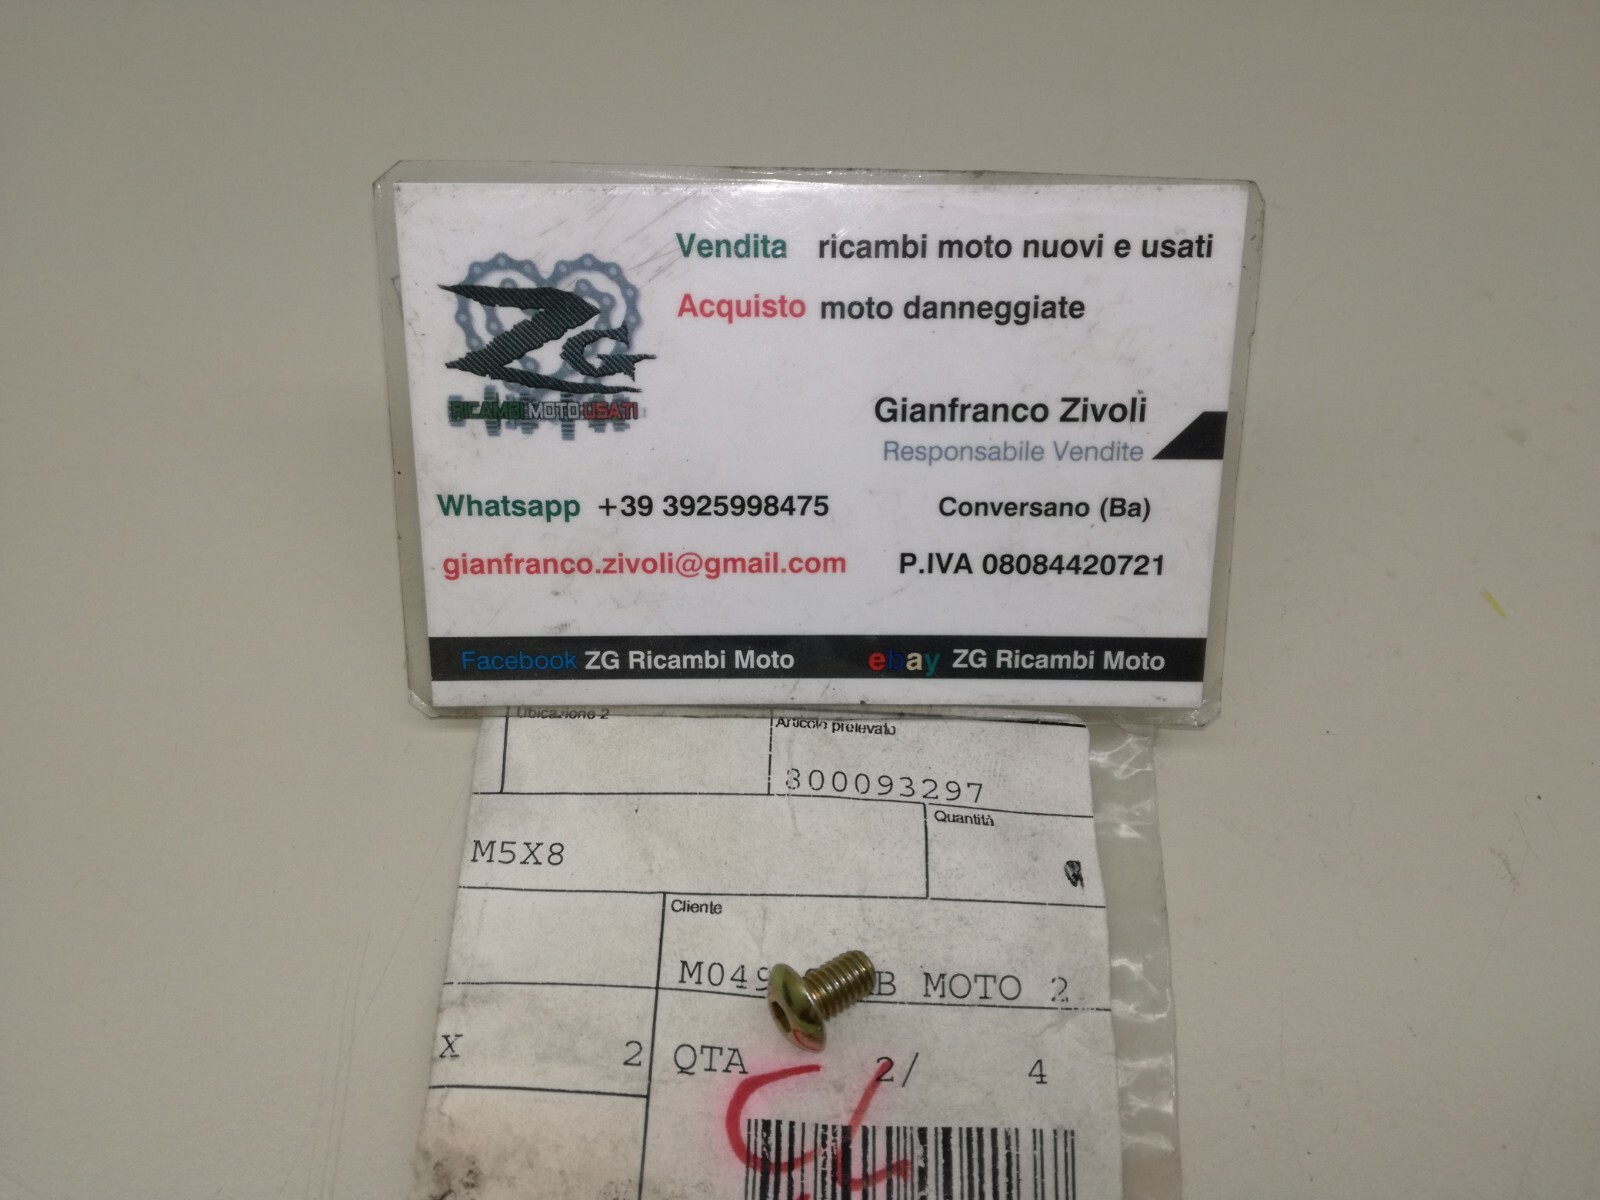 Vendita ricambi moto nuovi e usati
Acquisto moto danneggiate
ZG
RICAMBI MOTO USATI
Gianfranco Zivoli
Responsabile Vendite
Whatsapp +39 3925998475
Conversano (Ba)
gianfranco.zivoli@gmail.com
P.IVA 08084420721
Facebook ZG Ricambi Moto
ebay ZG Ricambi Moto
Ubicazione 2
Articolo prelevato
800093297
Quantità
M5X8
Cliente
M049 B MOTO 2
X 2
QTA 2/ 4